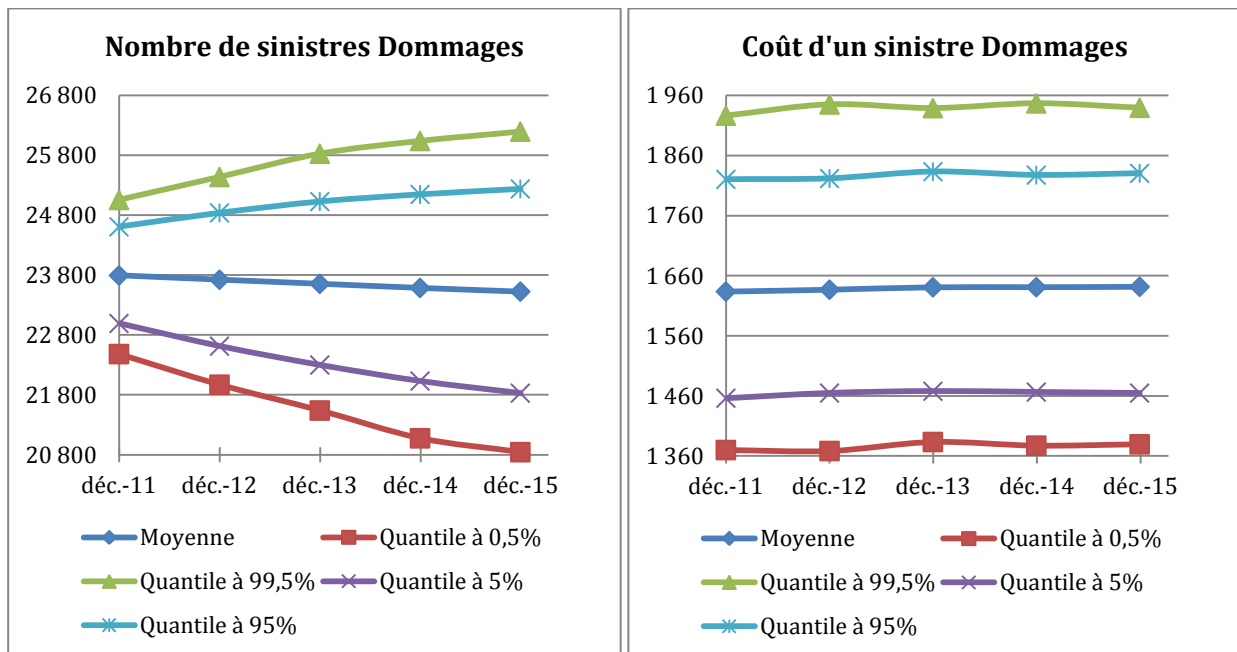 Nombre de sinistres Dommages
26 800
25 800
24 800
23 800
22 800
21 800
20 800
déc.-11 déc.-12 déc.-13 déc.-14 déc.-15
Moyenne Quantile à 0,5%
Quantile à 99,5% Quantile à 5%
Quantile à 95%
Coût d'un sinistre Dommages
1 960
1 860
1 760
1 660
1 560
1 460
1 360
déc.-11 déc.-12 déc.-13 déc.-14 déc.-15
Moyenne Quantile à 0,5%
Quantile à 99,5% Quantile à 5%
Quantile à 95%